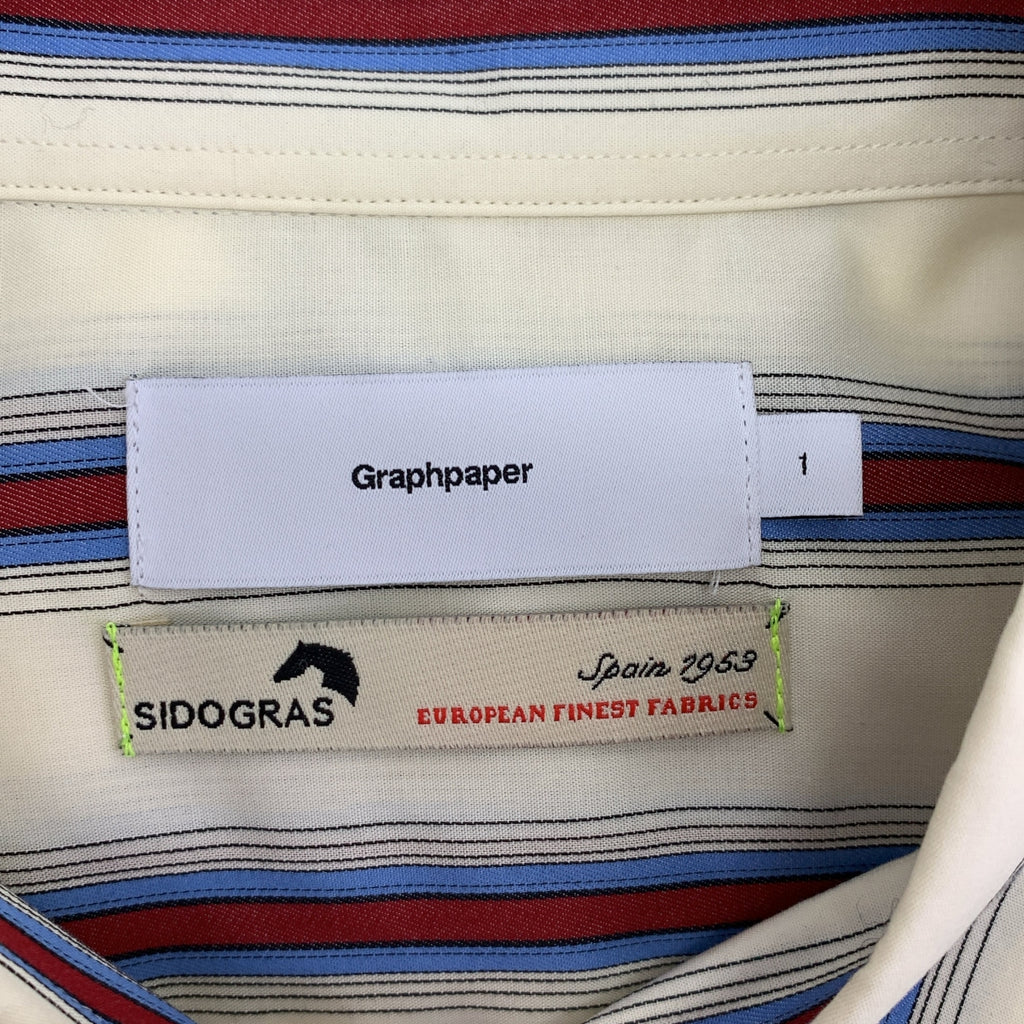 Graphpaper
1
SIDOGRAS
Spain 1953
EUROPEAN FINEST FABRICS